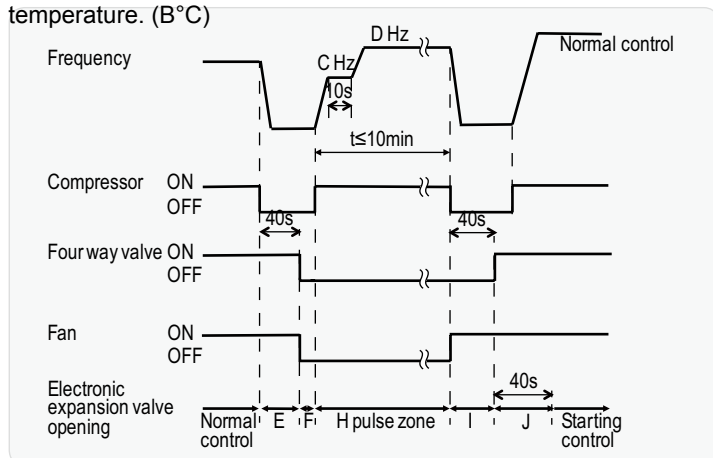 temperature. (B°C)
Frequency
D Hz
Normal control
C Hz
10s
t≤10min
Compressor ON
OFF
40s 40s
Four way valve ON
OFF
Fan ON
OFF
40s
Electronic
expansion valve
opening
Normal
control
E F H pulse zone I J
Starting
control